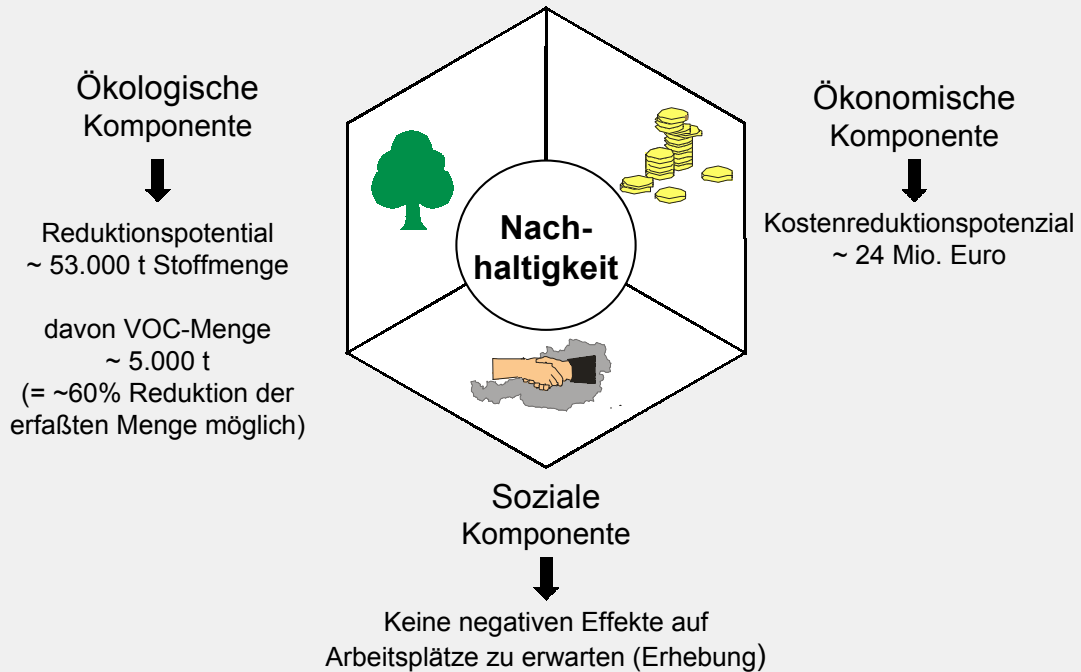 Ökologische
Komponente
Reduktionspotential
~ 53.000 t Stoffmenge
davon VOC-Menge
~ 5.000 t
(= ~60% Reduktion der
erfaßten Menge möglich)
Nach-
haltigkeit
Ökonomische
Komponente
Kostenreduktionspotenzial
~ 24 Mio. Euro
Soziale
Komponente
Keine negativen Effekte auf
Arbeitsplätze zu erwarten (Erhebung)